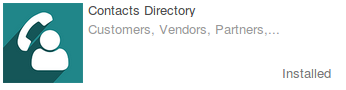 Contacts Directory
Customers, Vendors, Partners,...
Installed